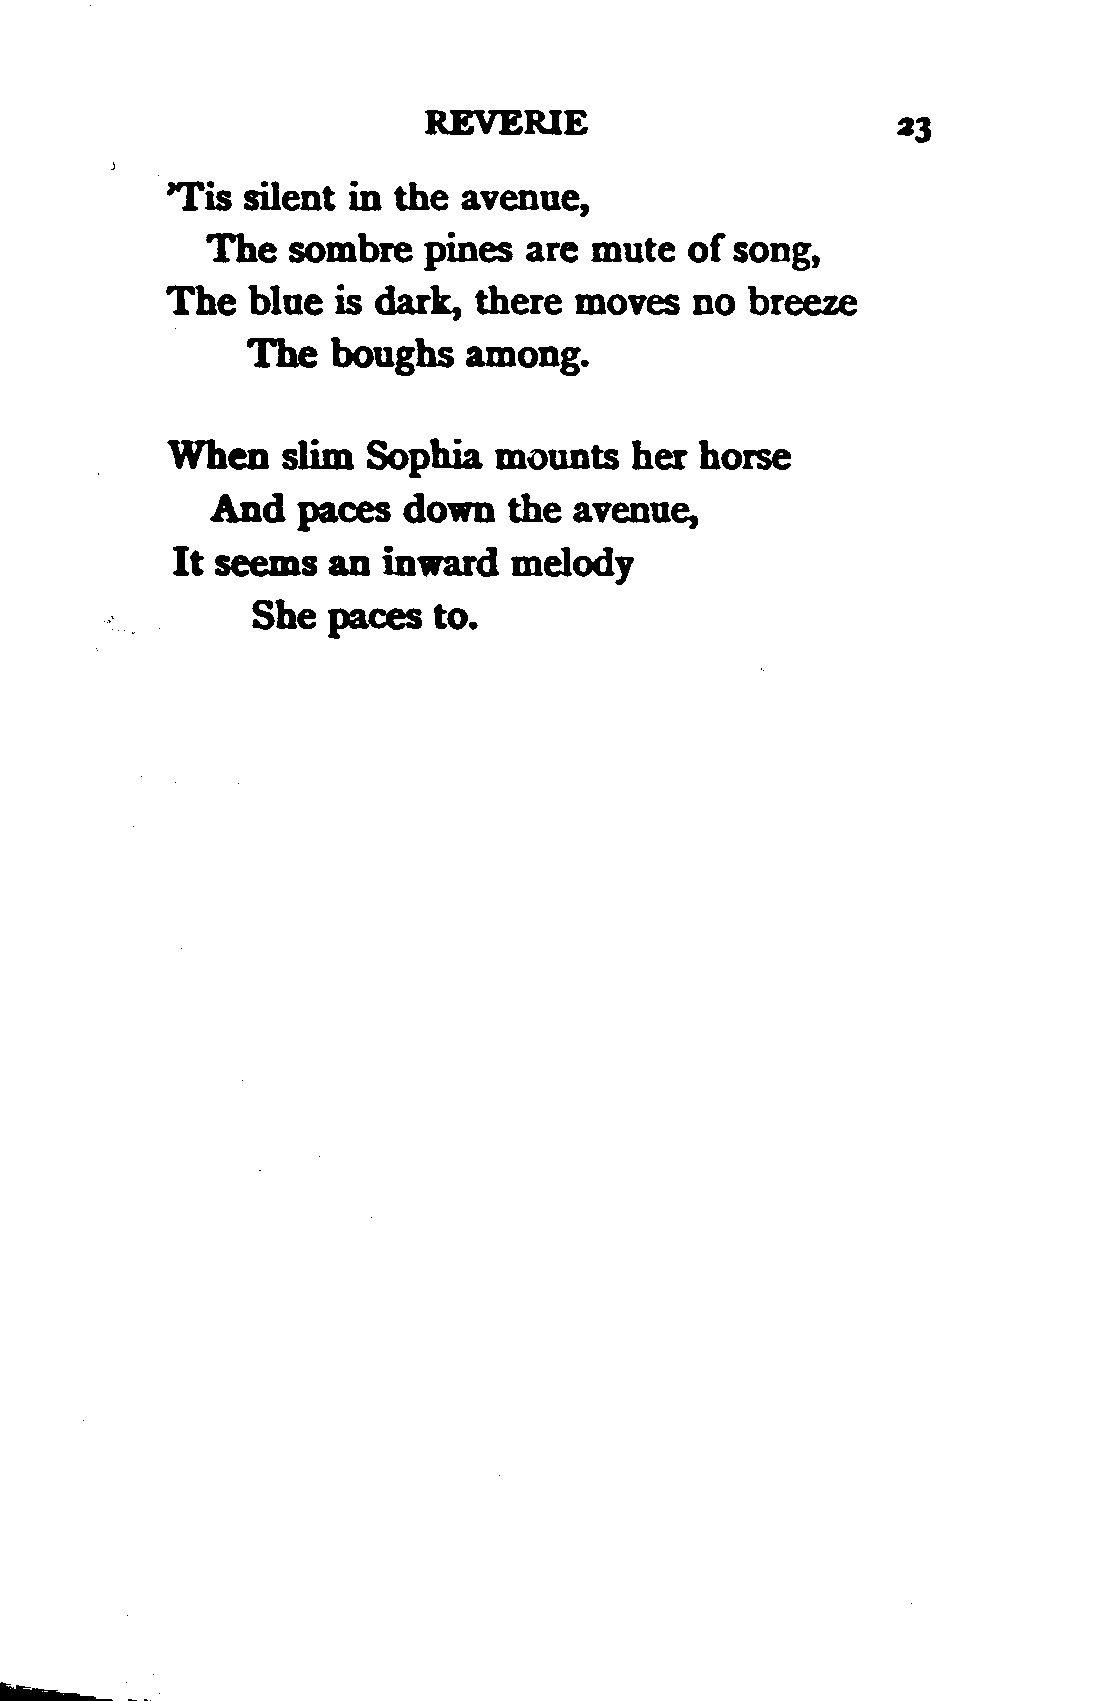 REVERIE 23
’Tis silent in the avenue,
The sombre pines are mute of song,
The blue is dark, there moves no breeze
The boughs among.
When slim Sophia mounts her horse
And paces down the avenue,
It seems an inward melody
She paces to.